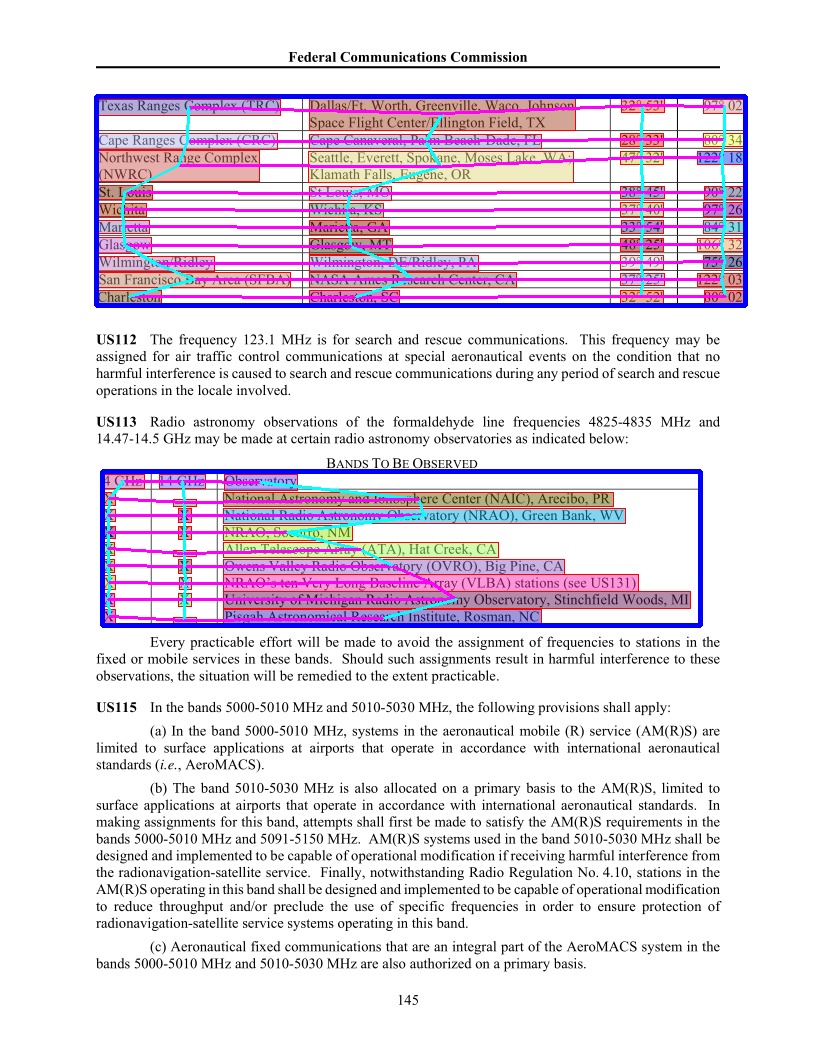 Federal Communications Commission
Texas Ranges Complex (TRC) Dallas/Ft. Worth, Greenville, Waco, Johnson 32° 53' 97° 02
Space Flight Center/Ellington Field, TX
Cape Ranges Complex (CRC) Cape Canaveral, Palm Beach-Dade, FL 28° 33' 80° 34
Northwest Range Complex Seattle, Everett, Spokane, Moses Lake, WA; 47° 32' 122° 18
(NWRC) Klamath Falls, Eugene, OR
St. Louis St Louis, MO 38° 45' 90° 22
Wichita Wichita, KS 37° 40' 97° 26
Marietta Marietta, GA 33° 54' 84° 31
Glasgow Glasgow, MT 48° 25' 106° 32
Wilmington/Ridley Wilmington, DE/Ridley, PA 39° 49' 75° 26
San Francisco Bay Area (SFBA) NASA Ames Research Center, CA 37° 25' 122° 03
Charleston Charleston, SC 32° 52' 80° 02
US112 The frequency 123.1 MHz is for search and rescue communications. This frequency may be
assigned for air traffic control communications at special aeronautical events on the condition that no
harmful interference is caused to search and rescue communications during any period of search and rescue
operations in the locale involved.
US113 Radio astronomy observations of the formaldehyde line frequencies 4825-4835 MHz and
14.47-14.5 GHz may be made at certain radio astronomy observatories as indicated below:
BANDS TO BE OBSERVED
4 GHz 14 GHz Observatory
X National Astronomy and Ionosphere Center (NAIC), Arecibo, PR
X X National Radio Astronomy Observatory (NRAO), Green Bank, WV
X X NRAO, Socorro, NM
X Allen Telescope Array (ATA), Hat Creek, CA
X X Owens Valley Radio Observatory (OVRO), Big Pine, CA
X X NRAO's ten Very Long Baseline Array (VLBA) stations (see US131)
X X University of Michigan Radio Astronomy Observatory, Stinchfield Woods, MI
X Pisgah Astronomical Research Institute, Rosman, NC
Every practicable effort will be made to avoid the assignment of frequencies to stations in the
fixed or mobile services in these bands. Should such assignments result in harmful interference to these
observations, the situation will be remedied to the extent practicable.
US115 In the bands 5000-5010 MHz and 5010-5030 MHz, the following provisions shall apply:
(a) In the band 5000-5010 MHz, systems in the aeronautical mobile (R) service (AM(R)S) are
limited to surface applications at airports that operate in accordance with international aeronautical
standards (i.e., AeroMACS).
(b) The band 5010-5030 MHz is also allocated on a primary basis to the AM(R)S, limited to
surface applications at airports that operate in accordance with international aeronautical standards. In
making assignments for this band, attempts shall first be made to satisfy the AM(R)S requirements in the
bands 5000-5010 MHz and 5091-5150 MHz. AM(R)S systems used in the band 5010-5030 MHz shall be
designed and implemented to be capable of operational modification if receiving harmful interference from
the radionavigation-satellite service. Finally, notwithstanding Radio Regulation No. 4.10, stations in the
AM(R)S operating in this band shall be designed and implemented to be capable of operational modification
to reduce throughput and/or preclude the use of specific frequencies in order to ensure protection of
radionavigation-satellite service systems operating in this band.
(c) Aeronautical fixed communications that are an integral part of the AeroMACS system in the
bands 5000-5010 MHz and 5010-5030 MHz are also authorized on a primary basis.
145